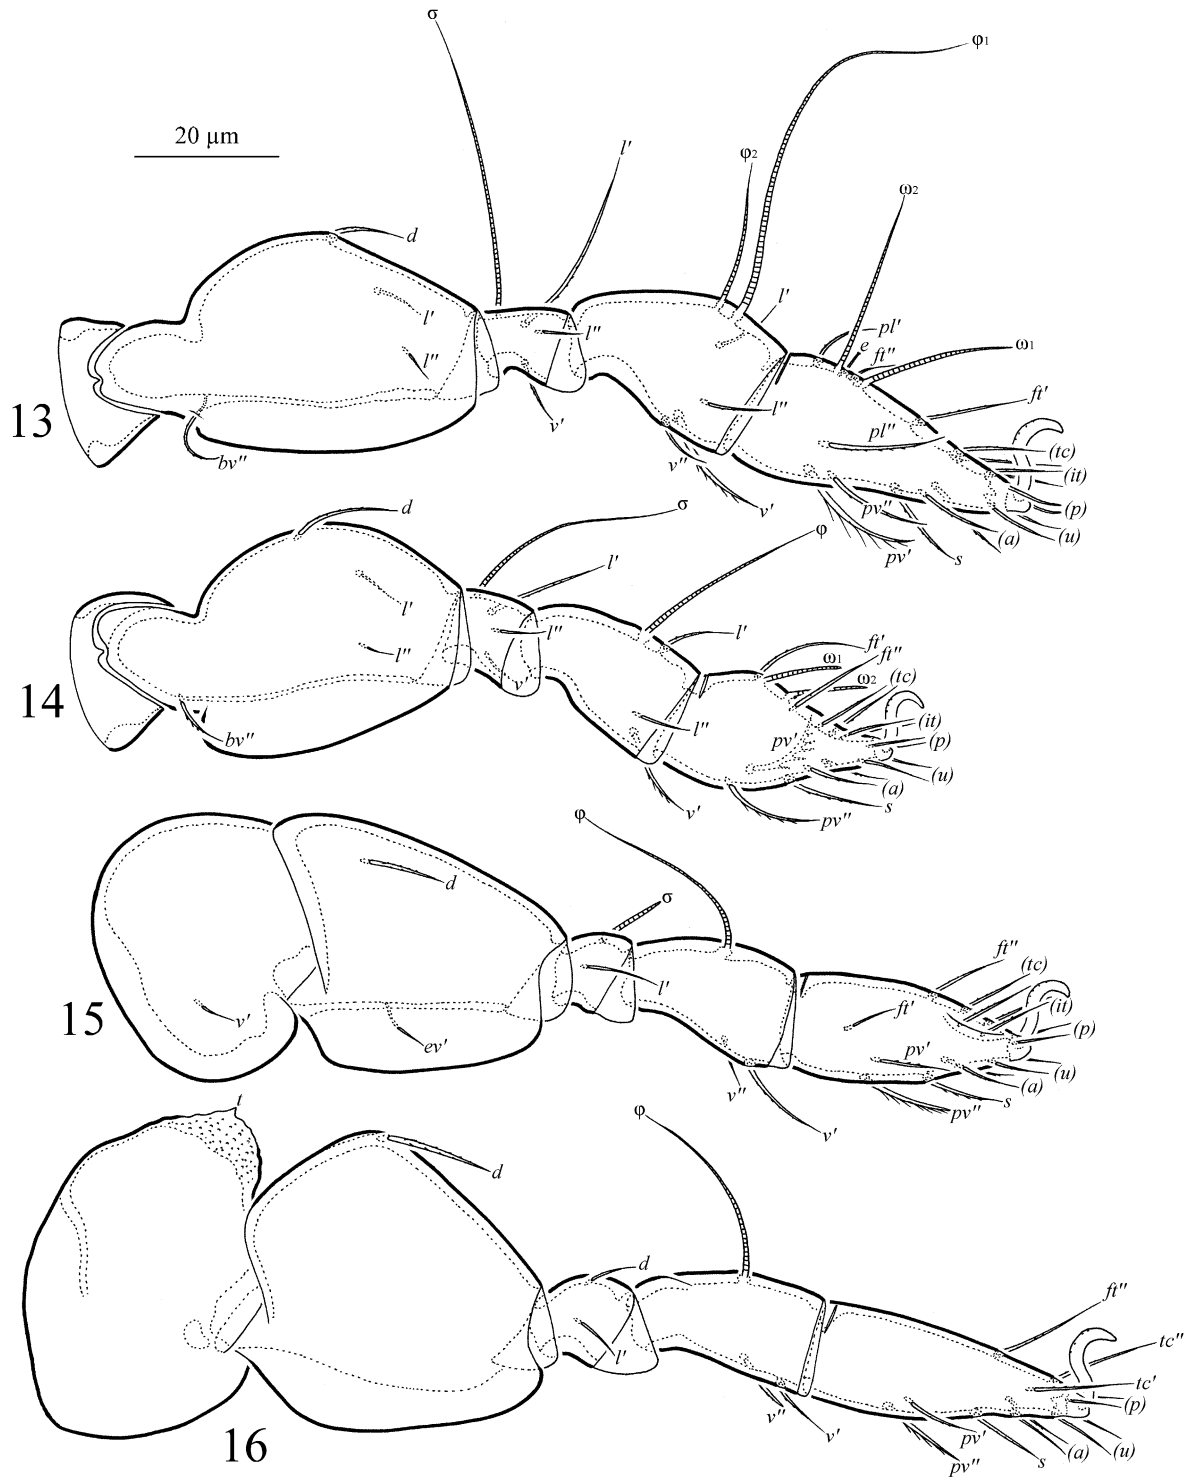 σ
φ1
20 µm
l'
φ2
ω2
d
l'
l'
l''
pl'
e
ft''
ω1
l''
ft'
13
v'
l''
pl''
(tc)
bv''
v''
(it)
v'
pv''
(p)
(a)
(u)
pv'
s
d
σ
φ
l'
l'
l''
l''
l'
ft'
ft''
ω1
ω2
(tc)
14
v'
l''
(it)
pv'
(p)
bv''
(u)
(a)
v'
pv''
s
φ
d
σ
ft''
(tc)
l'
(it)
15
v'
ft'
(p)
ev'
pv'
(u)
v''
(a)
pv''
s
v'
t
φ
d
d
ft''
l'
tc''
tc'
(p)
16
v''
v'
pv'
(a)
(u)
pv''
s